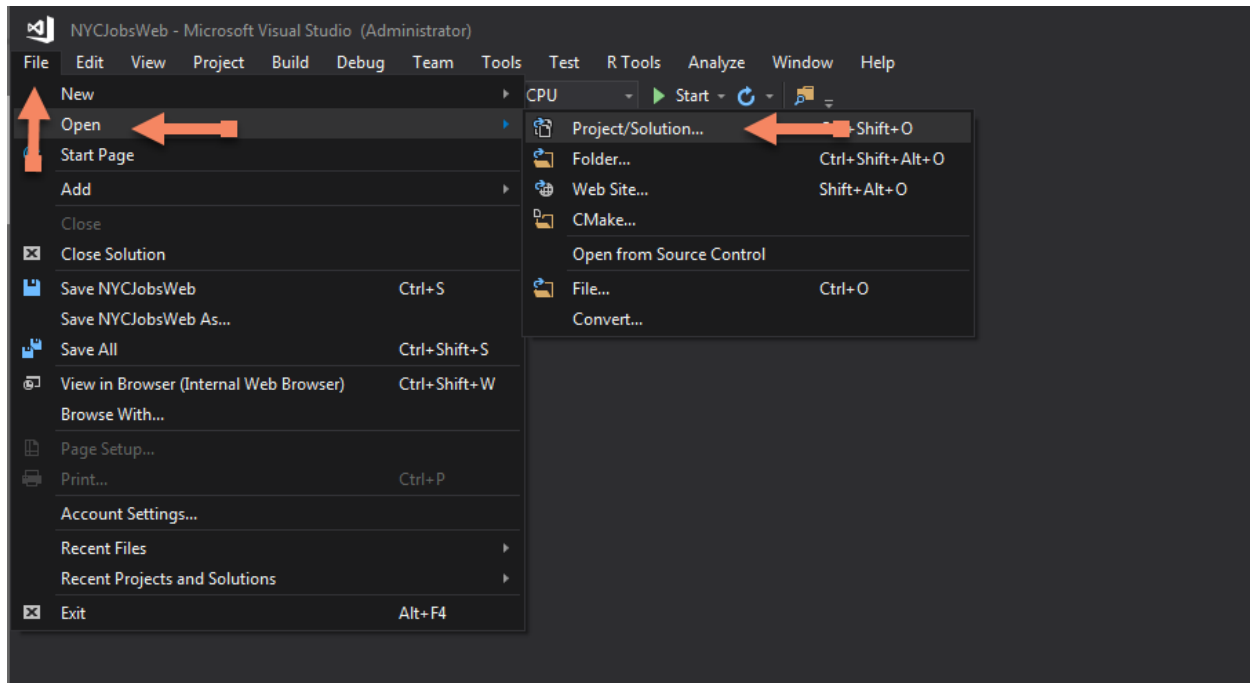 NYCJobsWeb - Microsoft Visual Studio (Administrator)
File Edit View Project Build Debug Team Tools Test R Tools Analyze Window Help
New
CPU Start
Open
Start Page
Add
Close
Close Solution
Save NYCJobsWeb Ctrl+S
Save NYCJobsWeb As...
Save All Ctrl+Shift+S
View in Browser (Internal Web Browser) Ctrl+Shift+W
Browse With...
Page Setup...
Print... Ctrl+P
Account Settings...
Recent Files
Recent Projects and Solutions
Exit Alt+F4
Project/Solution... +Shift+O
Folder... Ctrl+Shift+Alt+O
Web Site... Shift+Alt+O
CMake...
Open from Source Control
File... Ctrl+O
Convert...